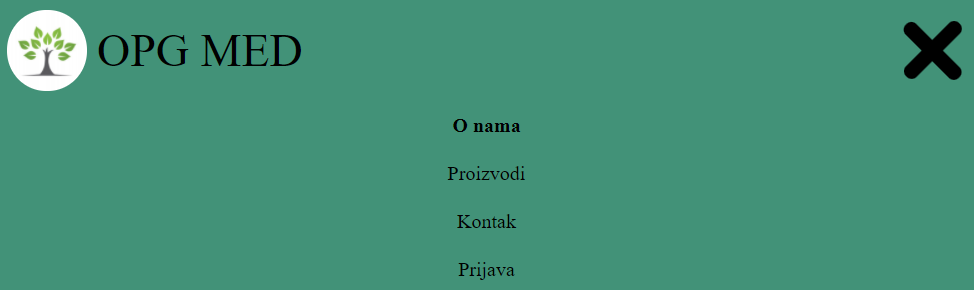 OPG MED
O nama
Proizvodi
Kontak
Prijava